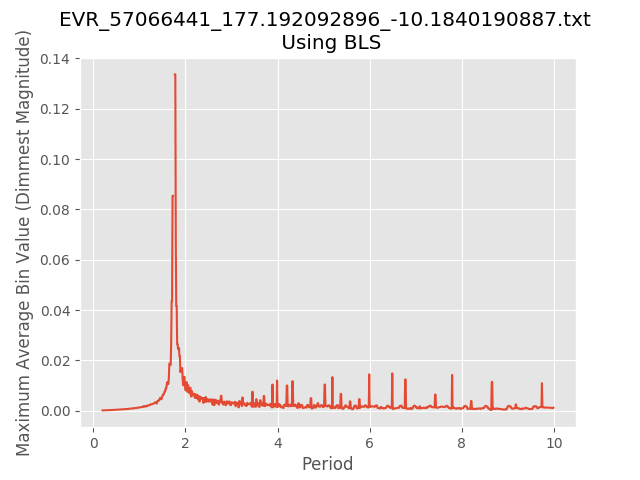 EVR_57066441_177.192092896_-10.1840190887.txt
Using BLS
Maximum Average Bin Value (Dimmest Magnitude)
0.14
0.12
0.10
0.08
0.06
0.04
0.02
0.00
0 2 4 6 8 10
Period